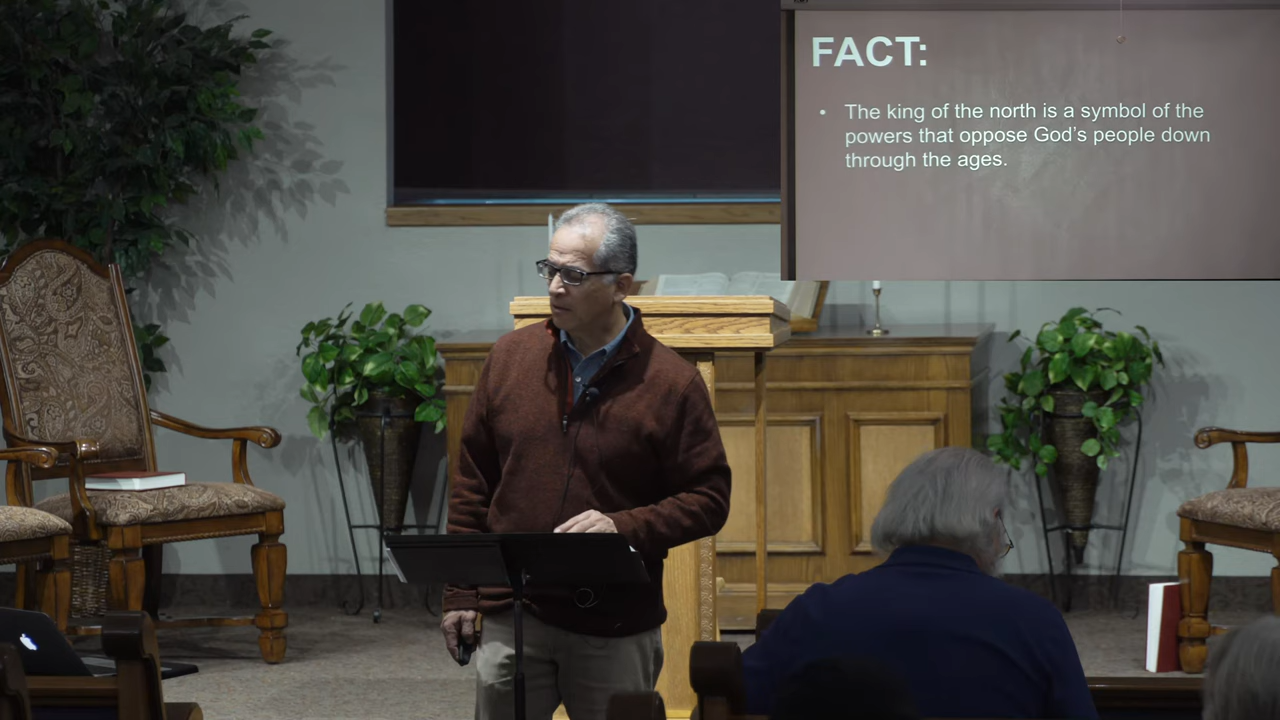 FACT:
• The king of the north is a symbol of the
powers that oppose God's people down
through the ages.